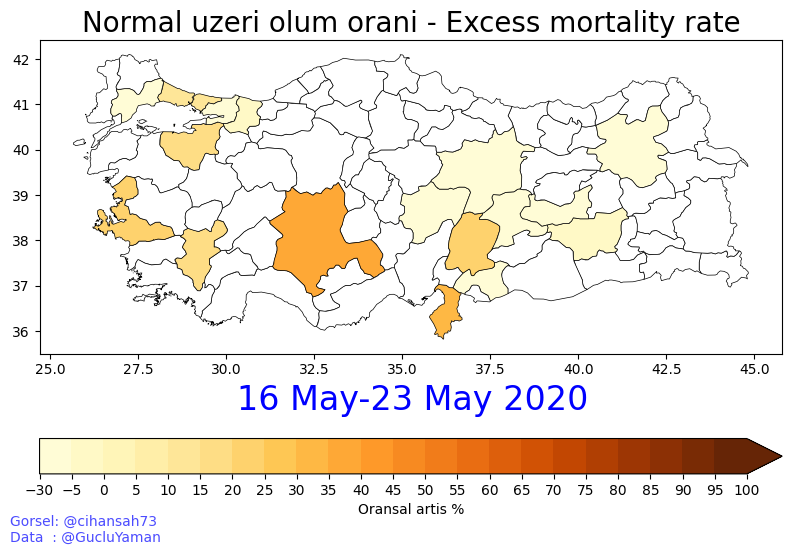 Normal uzeri olum orani - Excess mortality rate
42
41
40
39
38
37
36
25.0 27.5 30.0 32.5 35.0 37.5 40.0 42.5 45.0
16 May-23 May 2020
−30 −5 0 5 10 15 20 25 30 35 40 45 50 55 60 65 70 75 80 85 90 95 100
Oransal artis %
Gorsel: @cihansah73
Data : @GucluYaman